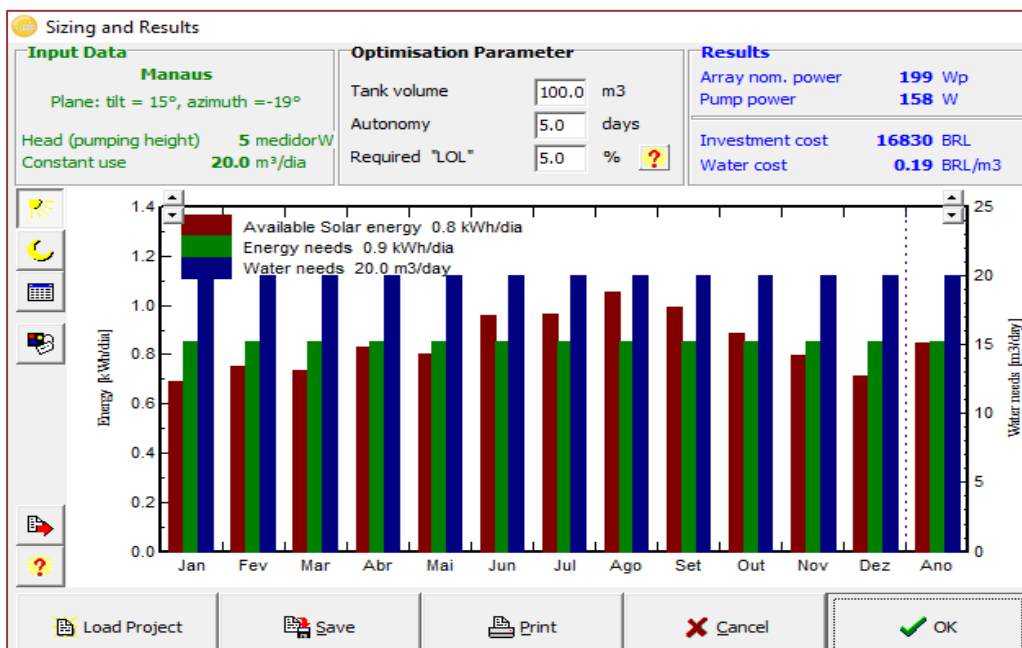 Sizing and Results
Input Data
Manaus
Plane: tilt = 15°, azimuth =-19°
Head (pumping height) 5 medidorW
Constant use 20.0 m³/dia
Optimisation Parameter
Tank volume 100.0 m3
Autonomy 5.0 days
Required "LOL" 5.0 % ?
Results
Array nom. power 199 Wp
Pump power 158 W
Investment cost 16830 BRL
Water cost 0.19 BRL/m3
Available Solar energy 0.8 kWh/dia
Energy needs 0.9 kWh/dia
Water needs 20.0 m3/day
Energy [kWh/dia]
1.4
1.2
1.0
0.8
0.6
0.4
0.2
0.0
Jan Fev Mar Abr Mai Jun Jul Ago Set Out Nov Dez Ano
25
20
15
10
5
0
Water needs [m3/day]
?
Load Project Save Print Cancel OK